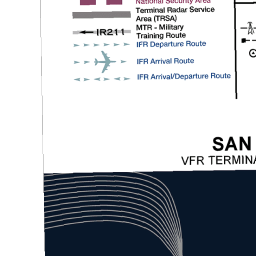 National Security Area
Terminal Radar Service
Area (TRSA)
IR211
MTR - Military
Training Route
IFR Departure Route
IFR Arrival Route
IFR Arrival/Departure Route
SAN
VFR TERMINA